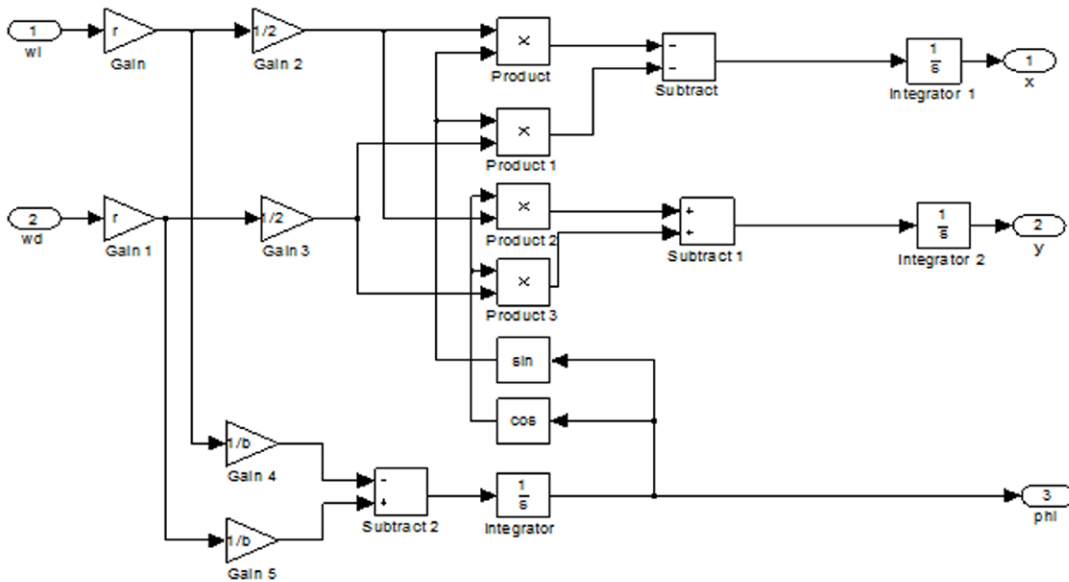 1
wl
r
Gain
1/2
Gain 2
×
Product
-
-
Subtract
1
s
Integrator 1
1
x
×
Product 1
2
wd
r
Gain 1
1/2
Gain 3
×
Product 2
+
+
Subtract 1
1
s
Integrator 2
2
y
×
Product 3
sin
cos
1/b
Gain 4
-
+
Subtract 2
1
s
Integrator
3
phi
1/b
Gain 5